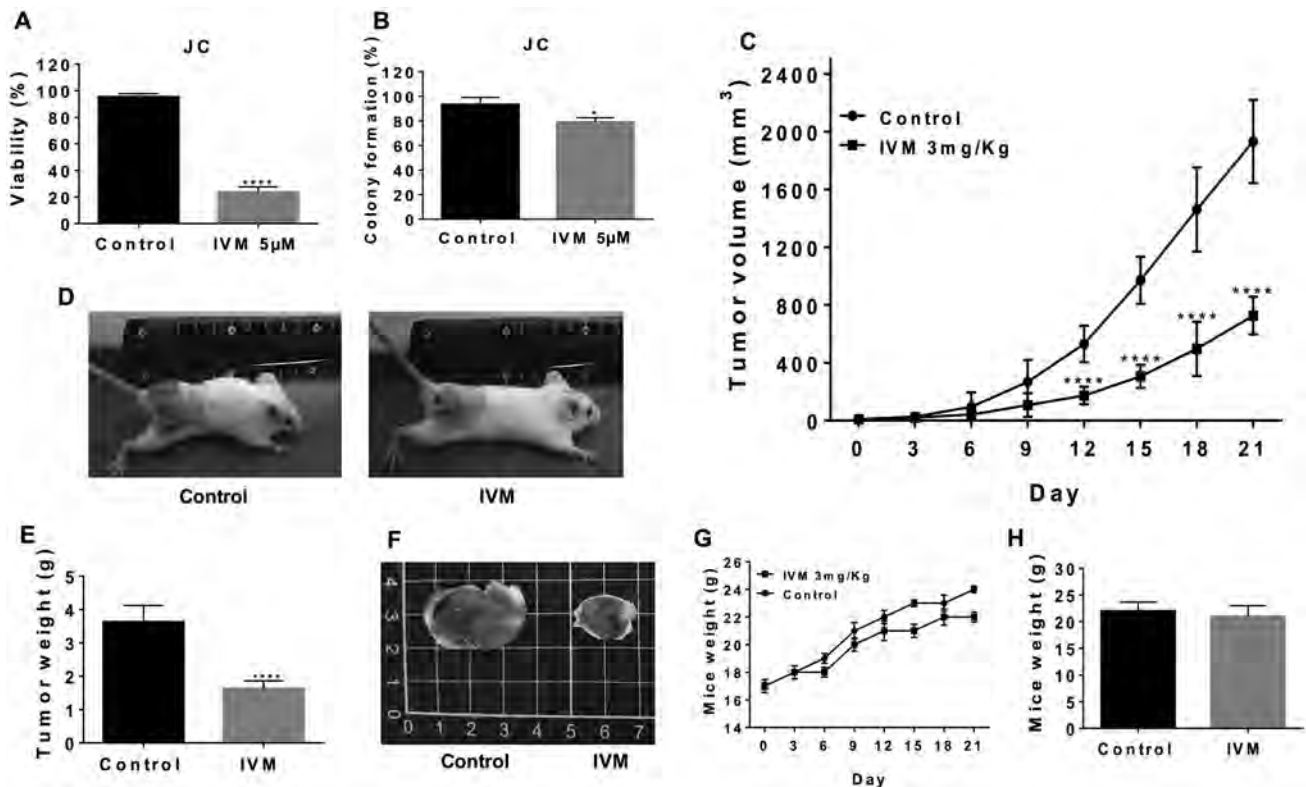 A
JC
Viability (%)
120
100
80
60
40
20
0
****
Control
IVM 5μM
B
JC
Colony formation (%)
120
100
80
60
40
20
0
*
Control
IVM 5μM
C
Tumor volume (mm³)
2400
2000
1600
1200
800
400
0
Control
IVM 3mg/Kg
****
****
****
****
0 3 6 9 12 15 18 21
Day
D
Control
IVM
E
Tumor weight (g)
5
4
3
2
1
0
****
Control
IVM
F
4
3
2
1
0
0 1 2 3 4 5 6 7
Control
IVM
G
Mice weight (g)
26
24
22
20
18
16
14
IVM 3mg/Kg
Control
0 3 6 9 12 15 18 21
Day
H
Mice weight (g)
30
25
20
15
10
5
0
Control
IVM